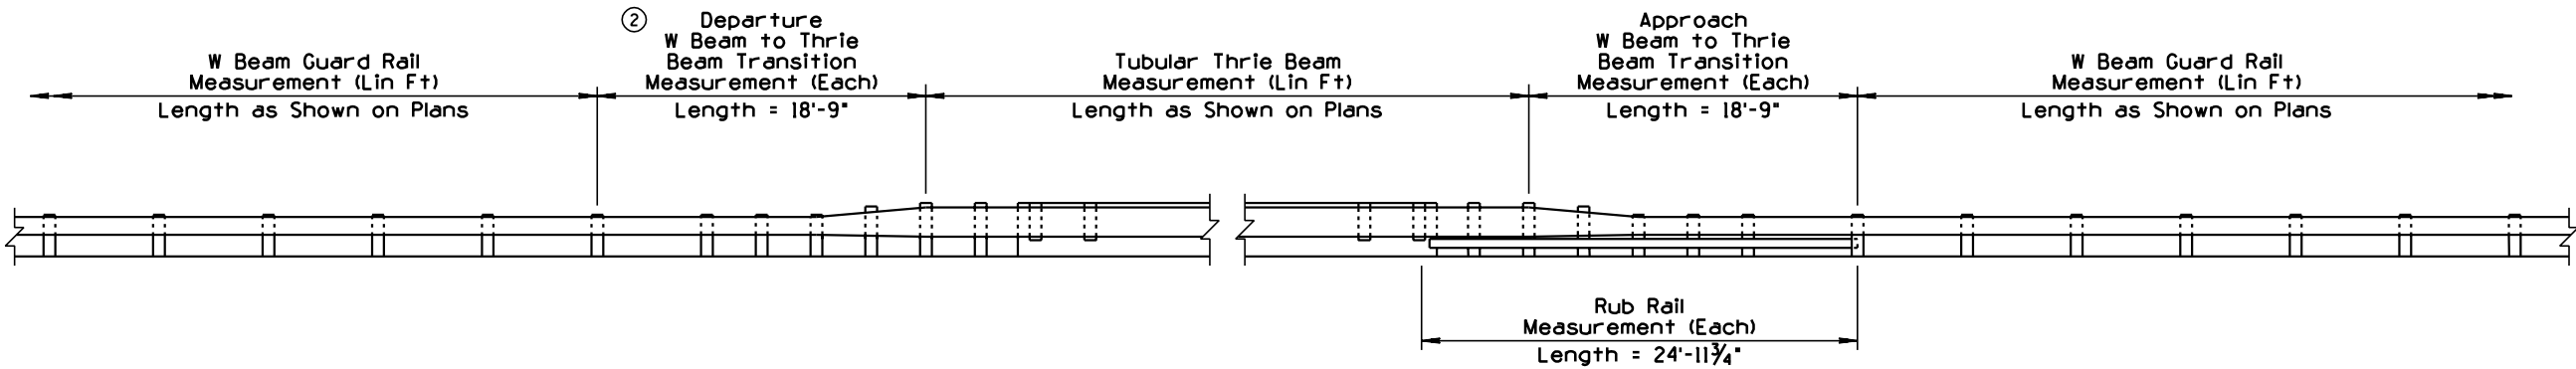 W Beam Guard Rail
Measurement (Lin Ft)
Length as Shown on Plans
②
Departure
W Beam to Thrie
Beam Transition
Measurement (Each)
Length = 18'-9"
Tubular Thrie Beam
Measurement (Lin Ft)
Length as Shown on Plans
Approach
W Beam to Thrie
Beam Transition
Measurement (Each)
Length = 18'-9"
W Beam Guard Rail
Measurement (Lin Ft)
Length as Shown on Plans
Rub Rail
Measurement (Each)
Length = 24'-11¾"